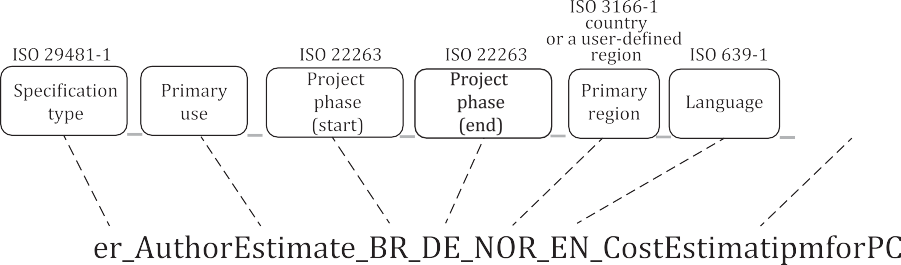 ISO 3166-1
country
or a user-defined
region
ISO 29481-1
ISO 22263
ISO 22263
ISO 639-1
Specification
type
Primary
use
Project
phase
(start)
Project
phase
(end)
Primary
region
Language
er_AuthorEstimate_BR_DE_NOR_EN_CostEstimatipmforPC